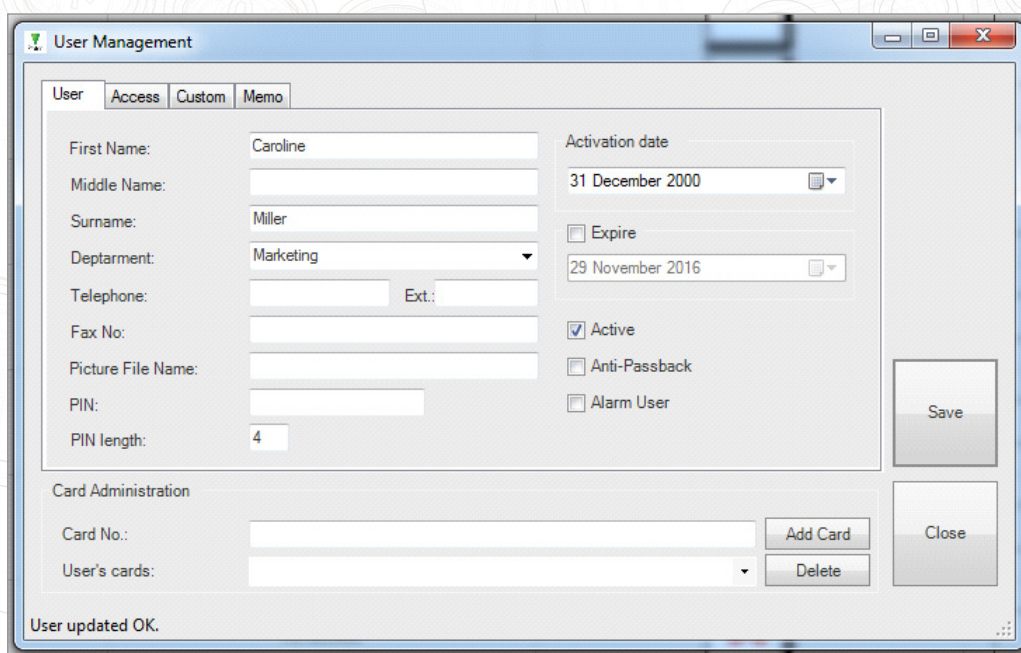 User Management
User Access Custom Memo
First Name: Caroline
Middle Name:
Surname: Miller
Deptarment: Marketing
Telephone: Ext.:
Fax No:
Picture File Name:
PIN:
PIN length: 4
Activation date
31 December 2000
Expire
29 November 2016
Active
Anti-Passback
Alarm User
Save
Card Administration
Card No.: Add Card
User's cards: Delete
Close
User updated OK.